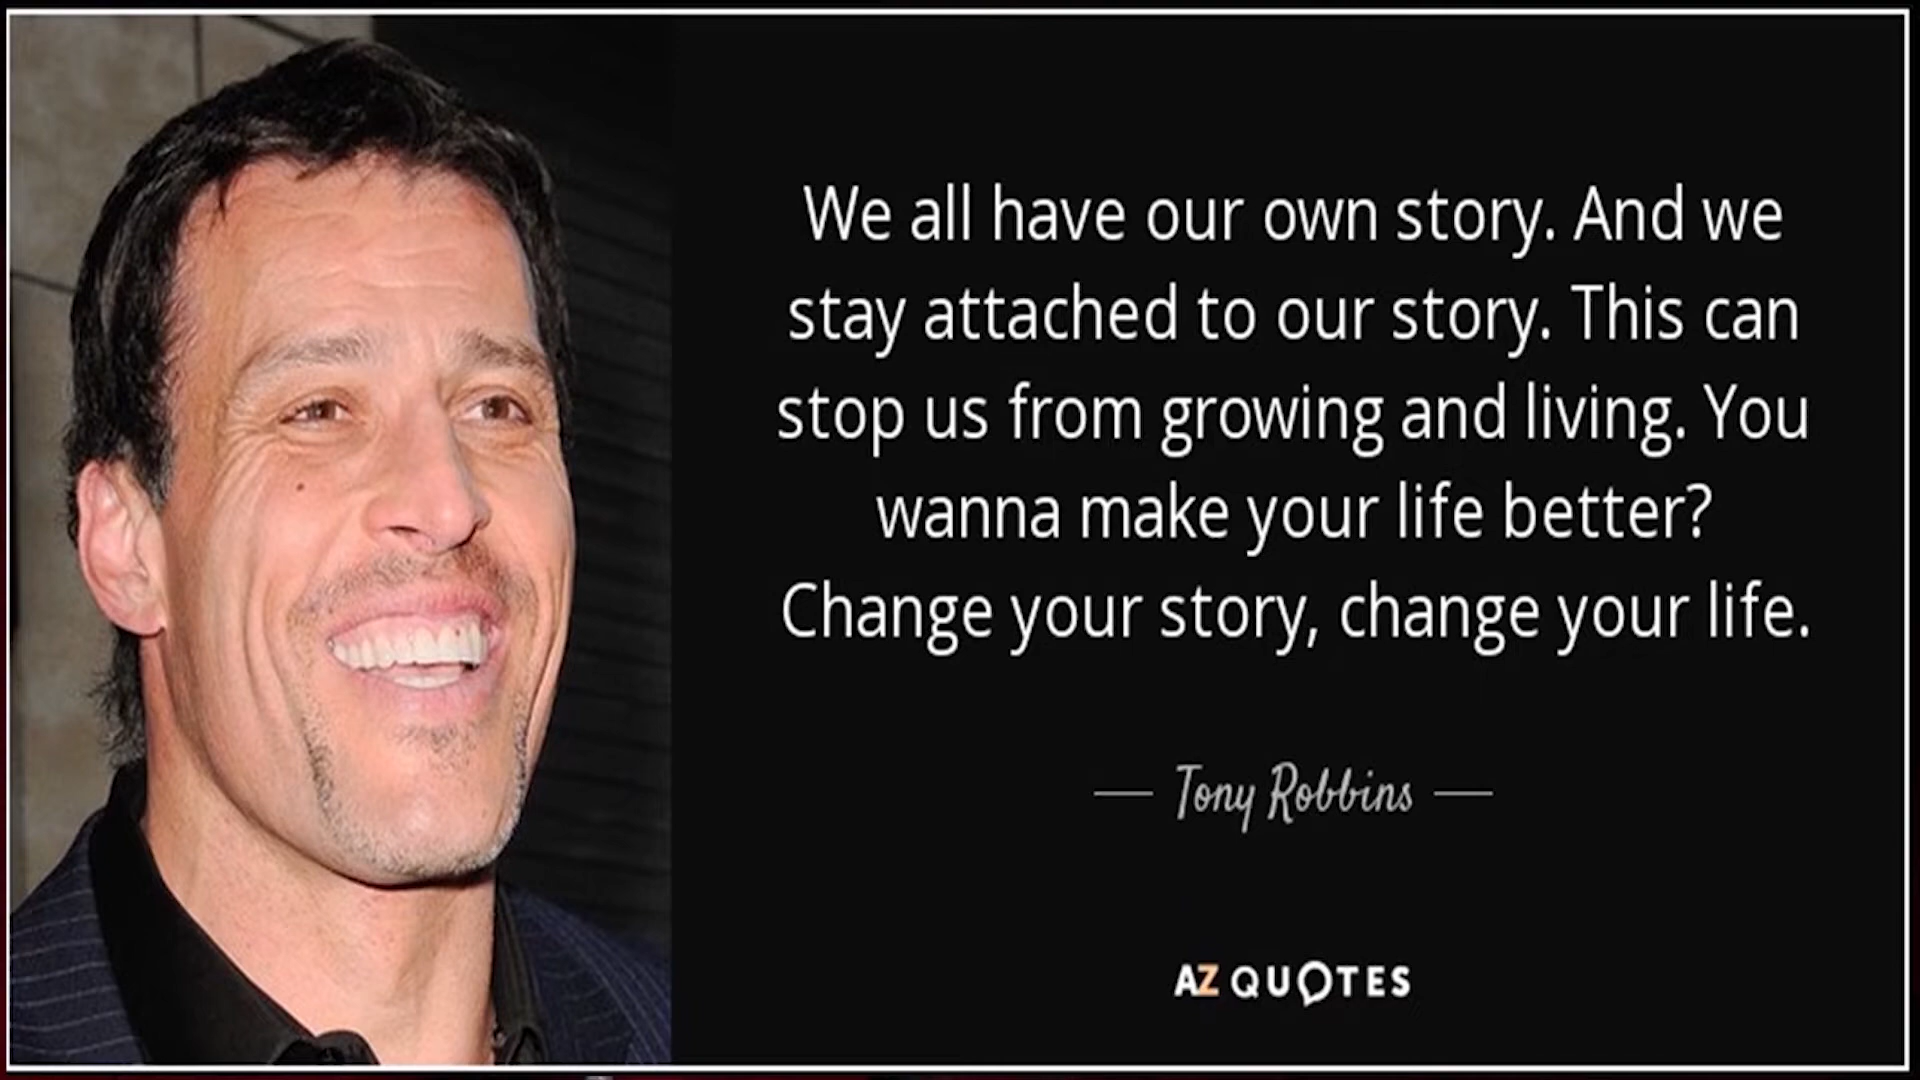 We all have our own story. And we
stay attached to our story. This can
stop us from growing and living. You
wanna make your life better?
Change your story, change your life.
Tony Robbins
AZ QUOTES